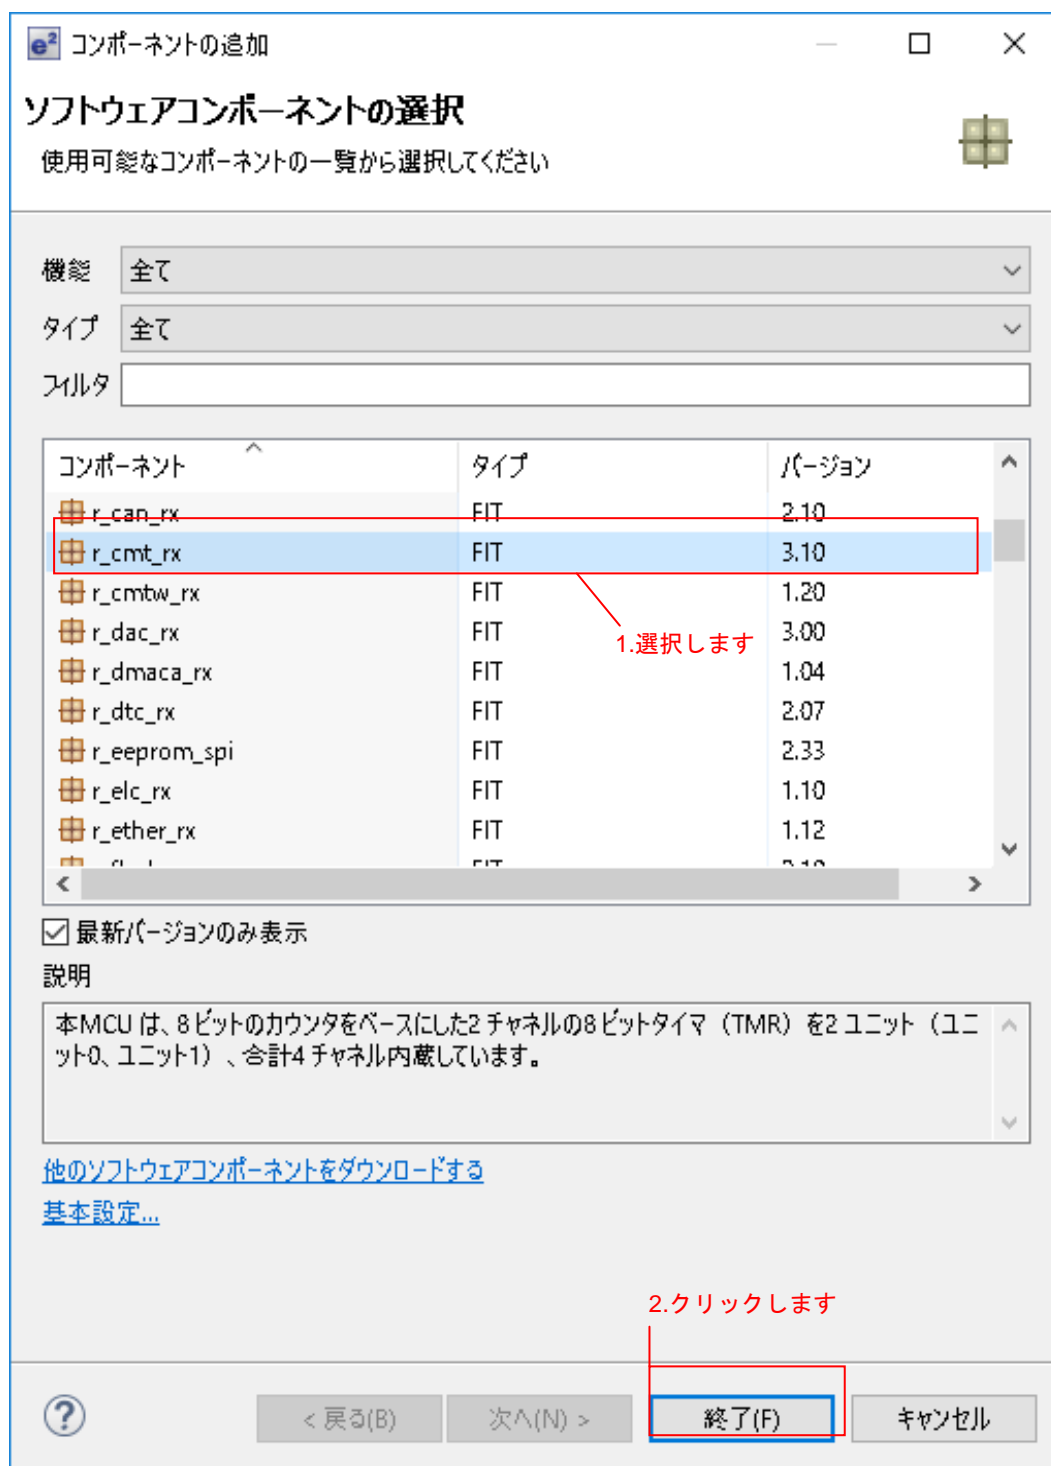 e² コンポーネントの追加
ソフトウェアコンポーネントの選択
使用可能なコンポーネントの一覧から選択してください
機能 全て
タイプ 全て
フィルタ
コンポーネント タイプ バージョン
r_can_rx FIT 2.10
r_cmt_rx FIT 3.10
r_cmtw_rx FIT 1.20
r_dac_rx FIT 3.00
1.選択します
r_dmaca_rx FIT 1.04
r_dtc_rx FIT 2.07
r_eeprom_spi FIT 2.33
r_elc_rx FIT 1.10
r_ether_rx FIT 1.12
最新バージョンのみ表示
説明
本MCU は、8 ビットのカウンタをベースにした2 チャネルの8 ビットタイマ（TMR）を2 ユニット（ユニ
ット0、ユニット1）、合計4 チャネル内蔵しています。
他のソフトウェアコンポーネントをダウンロードする
基本設定...
2.クリックします
? < 戻る(B) 次へ(N) > 終了(F) キャンセル